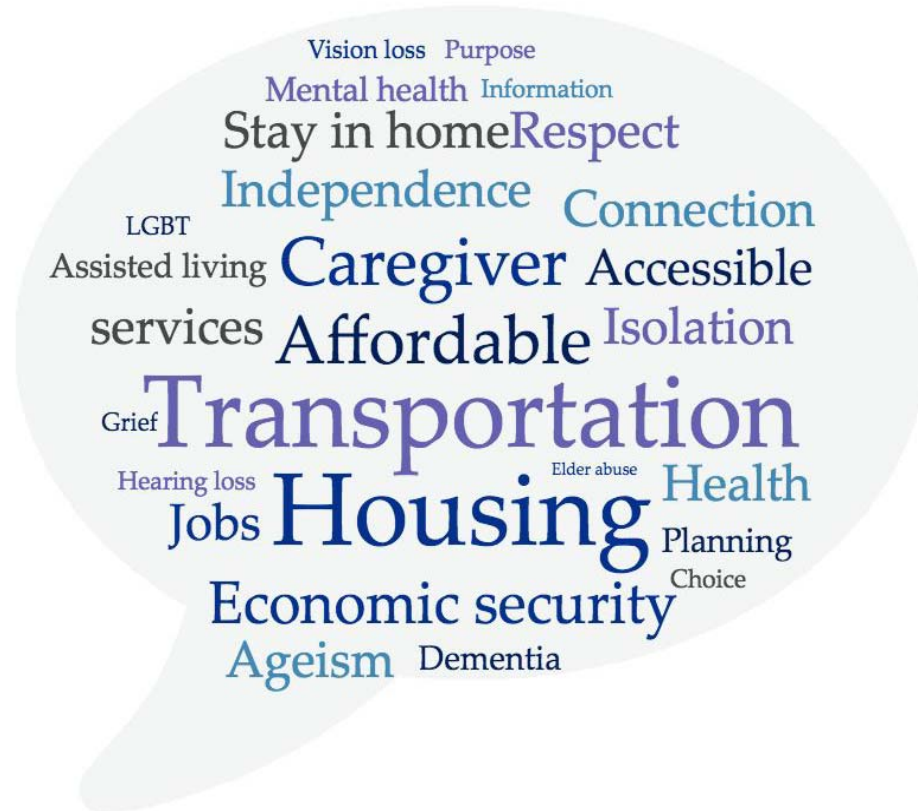 Vision loss Purpose
Mental health Information
Stay in home Respect
Independence
Connection
LGBT
Assisted living Caregiver Accessible
services Affordable Isolation
Transportation
Grief
Elder abuse
Hearing loss Housing Health
Jobs Planning
Choice
Economic security
Ageism Dementia